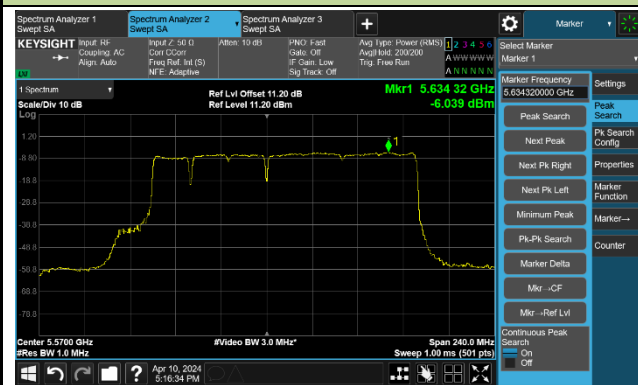 Spectrum Analyzer 1
Swept SA
Spectrum Analyzer 2
Swept SA
Spectrum Analyzer 3
Swept SA
Marker
KEYSIGHT
Input: RF
Coupling: AC
Align: Auto
Input Z: 50 Ω
Corr CCorr
Freq Ref: Int (S)
NFE: Adaptive
Atten: 10 dB
PNO: Fast
Gate: Off
IF Gain: Low
Sig Track: Off
Avg Type: Power (RMS)
Avg|Hold: 200/200
Trig: Free Run
1 2 3 4 5 6
A W W W W W
A N N N N N
LXI
Select Marker
Marker 1
1 Spectrum
Scale/Div 10 dB
Log
Ref Lvl Offset 11.20 dB
Ref Level 11.20 dBm
Mkr1 5.634 32 GHz
-6.039 dBm
1
1.20
-8.80
-18.8
-28.8
-38.8
-48.8
-58.8
-68.8
-78.8
Center 5.5700 GHz
#Res BW 1.0 MHz
#Video BW 3.0 MHz*
Span 240.0 MHz
Sweep 1.00 ms (501 pts)
Marker Frequency
5.634320000 GHz
Peak Search
Next Peak
Next Pk Right
Next Pk Left
Minimum Peak
Pk-Pk Search
Marker Delta
Mkr→CF
Mkr→Ref Lvl
Continuous Peak
Search
On
Off
Settings
Peak
Search
Pk Search
Config
Properties
Marker
Function
Marker→
Counter
Apr 10, 2024
5:16:34 PM